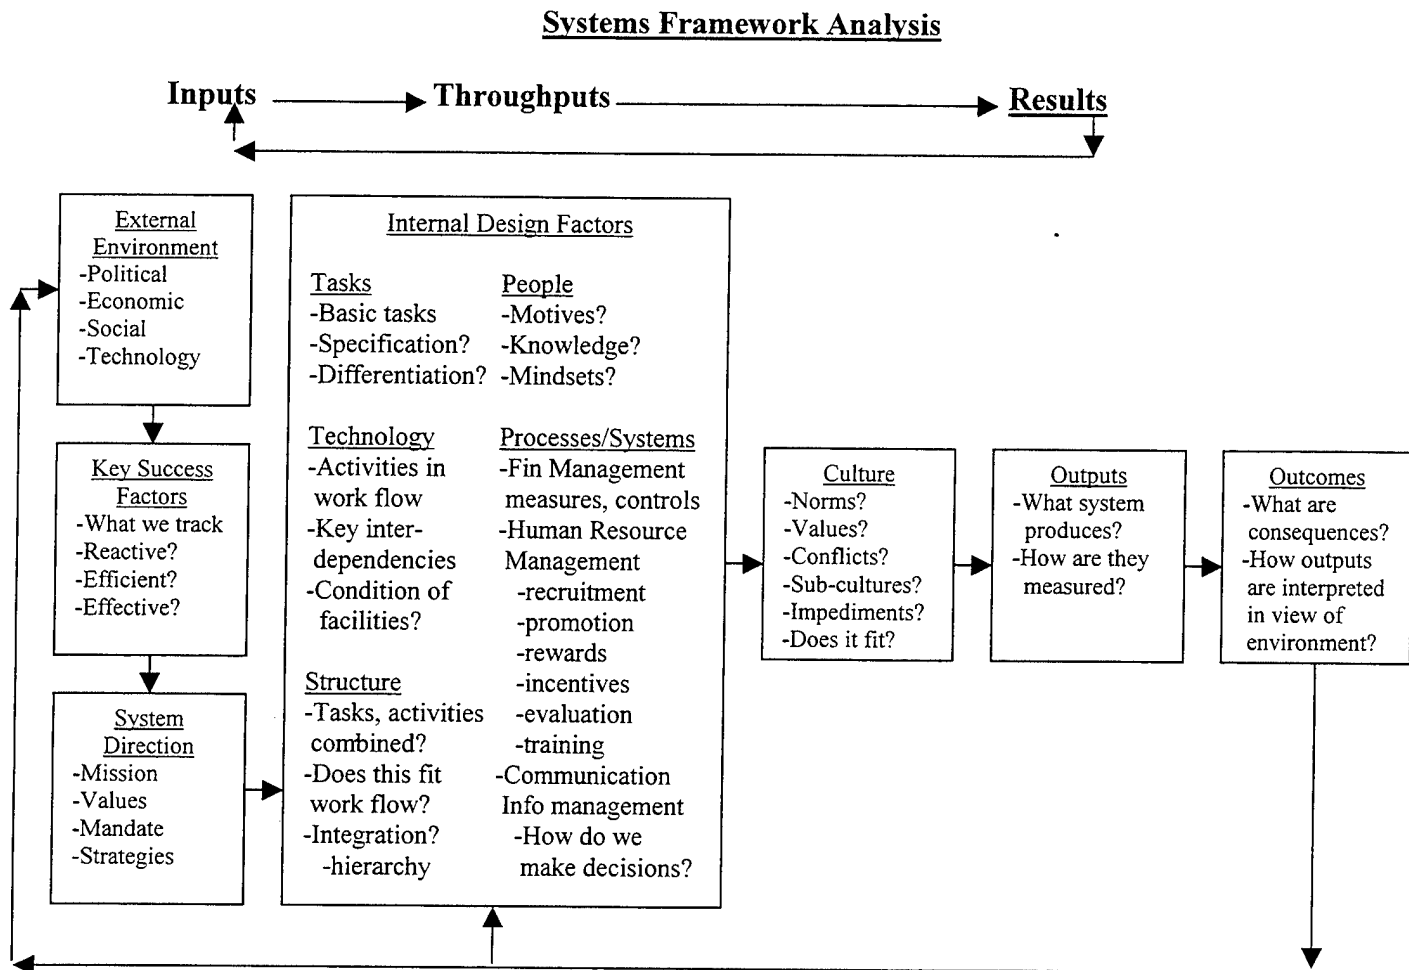 Systems Framework Analysis
Inputs
Throughputs
Results
External
Environment
-Political
-Economic
-Social
-Technology
Key Success
Factors
-What we track
-Reactive?
-Efficient?
-Effective?
System
Direction
-Mission
-Values
-Mandate
-Strategies
Internal Design Factors
Tasks
-Basic tasks
-Specification?
-Differentiation?
Technology
-Activities in
work flow
-Key inter-
dependencies
-Condition of
facilities?
Structure
-Tasks, activities
combined?
-Does this fit
work flow?
-Integration?
-hierarchy
People
-Motives?
-Knowledge?
-Mindsets?
Processes/Systems
-Fin Management
measures, controls
-Human Resource
Management
-recruitment
-promotion
-rewards
-incentives
-evaluation
-training
-Communication
Info management
-How do we
make decisions?
Culture
-Norms?
-Values?
-Conflicts?
-Sub-cultures?
-Impediments?
-Does it fit?
Outputs
-What system
produces?
-How are they
measured?
Outcomes
-What are
consequences?
-How outputs
are interpreted
in view of
environment?